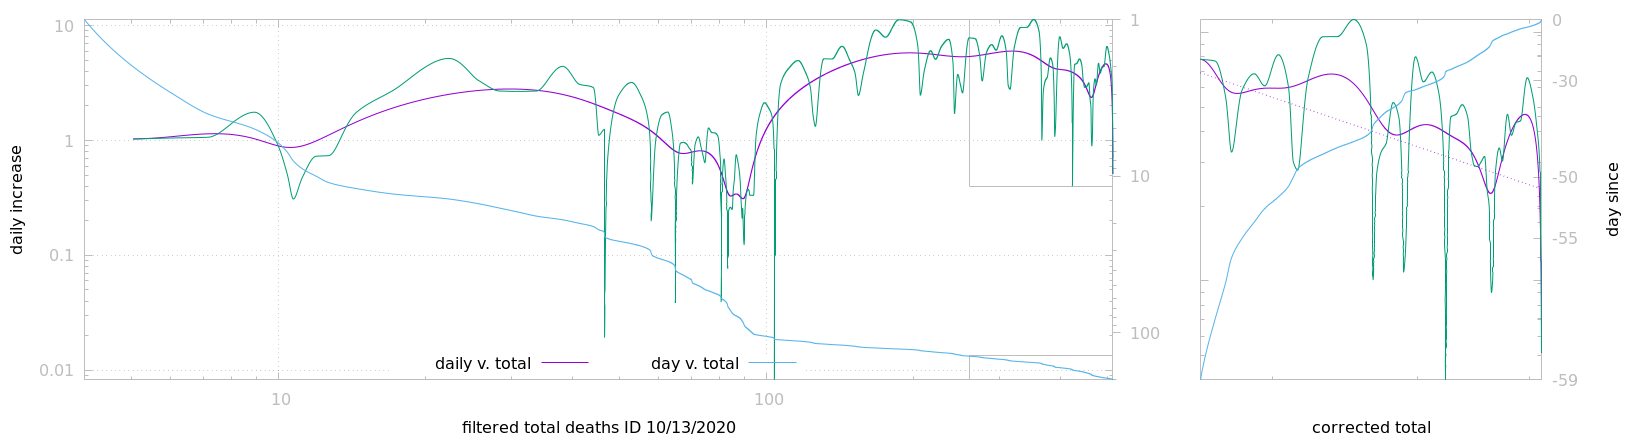 10
1
0.1
0.01
daily increase
daily v. total
day v. total
10
100
filtered total deaths ID 10/13/2020
1
10
100
0
-30
-50
-55
-59
day since
corrected total